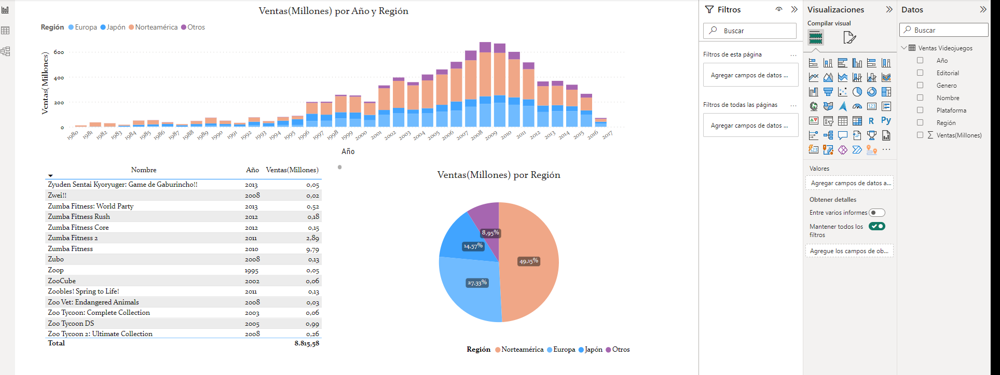 Ventas(Millones) por Año y Región
Región Europa Japón Norteamérica Otros
Ventas(Millones)
600
400
200
0
1980 1981 1982 1983 1984 1985 1986 1987 1988 1989 1990 1991 1992 1993 1994 1995 1996 1997 1998 1999 2000 2001 2002 2003 2004 2005 2006 2007 2008 2009 2010 2011 2012 2013 2014 2015 2016 2017
Año
Nombre Año Ventas(Millones)
Zyuden Sentai Kyoryuger: Game de Gaburincho!! 2013 0,05
Zwei!! 2008 0,02
Zumba Fitness: World Party 2013 0,52
Zumba Fitness Rush 2012 0,18
Zumba Fitness Core 2012 0,15
Zumba Fitness 2 2011 2,89
Zumba Fitness 2010 9,79
Zubo 2008 0,13
Zoop 1995 0,05
ZooCube 2002 0,06
Zoobles! Spring to Life! 2011 0,13
Zoo Vet: Endangered Animals 2008 0,03
Zoo Tycoon: Complete Collection 2003 0,06
Zoo Tycoon DS 2005 0,99
Zoo Tycoon 2: Ultimate Collection 2008 0,26
Total 8.815,58
Ventas(Millones) por Región
8,95%
14,57%
49,15%
27,33%
Región Norteamérica Europa Japón Otros
Filtros
Buscar
Filtros de esta página ...
Agregar campos de datos ...
Filtros de todas las páginas ...
Agregar campos de datos ...
Visualizaciones
Compilar visual
123
R Py
123
...
Valores
Agregar campos de datos a...
Obtener detalles
Entre varios informes
Mantener todos los
filtros
Agregue los campos de ob...
Datos
Buscar
Ventas Videojuegos
Año
Editorial
Genero
Nombre
Plataforma
Región
∑ Ventas(Millones)